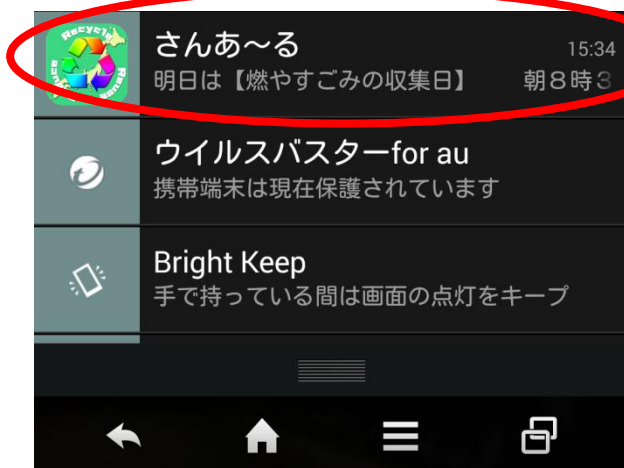 さんあ～る
15:34
明日は【燃やすごみの収集日】 朝８時３
ウイルスバスターfor au
携帯端末は現在保護されています
Bright Keep
手で持っている間は画面の点灯をキープ